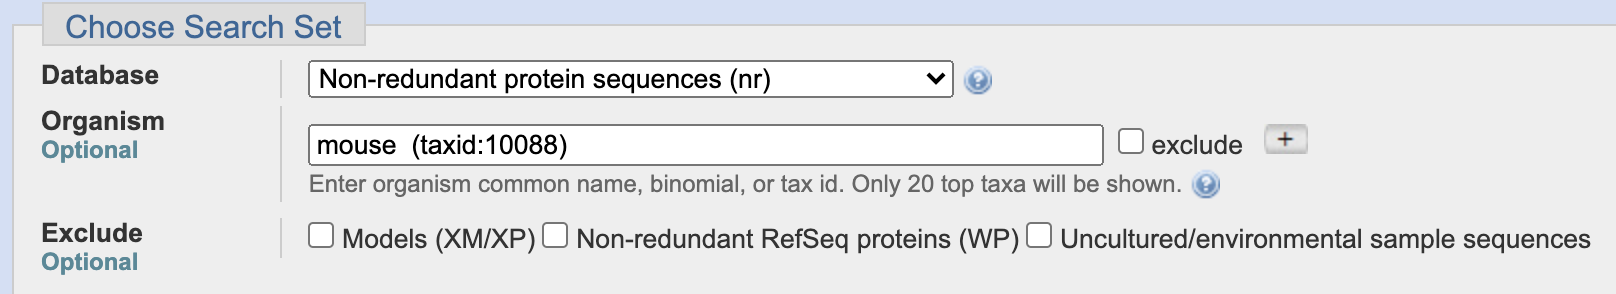 Choose Search Set
Database
Non-redundant protein sequences (nr)
Organism
Optional
mouse (taxid:10088)
exclude
+
Enter organism common name, binomial, or tax id. Only 20 top taxa will be shown.
Exclude
Optional
Models (XM/XP) Non-redundant RefSeq proteins (WP) Uncultured/environmental sample sequences